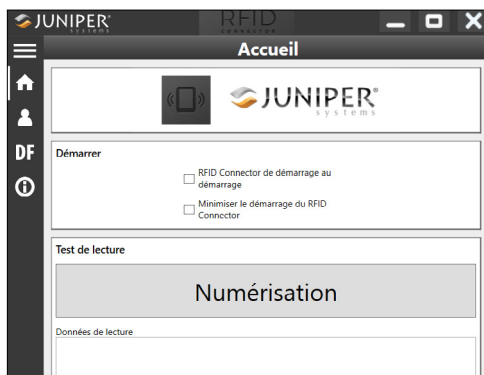 JUNIPER
systems
RFID
CONNECTOR
Accueil
JUNIPER®
systems
DF
Démarrer
RFID Connector de démarrage au
démarrage
Minimiser le démarrage du RFID
Connector
Test de lecture
Numérisation
Données de lecture